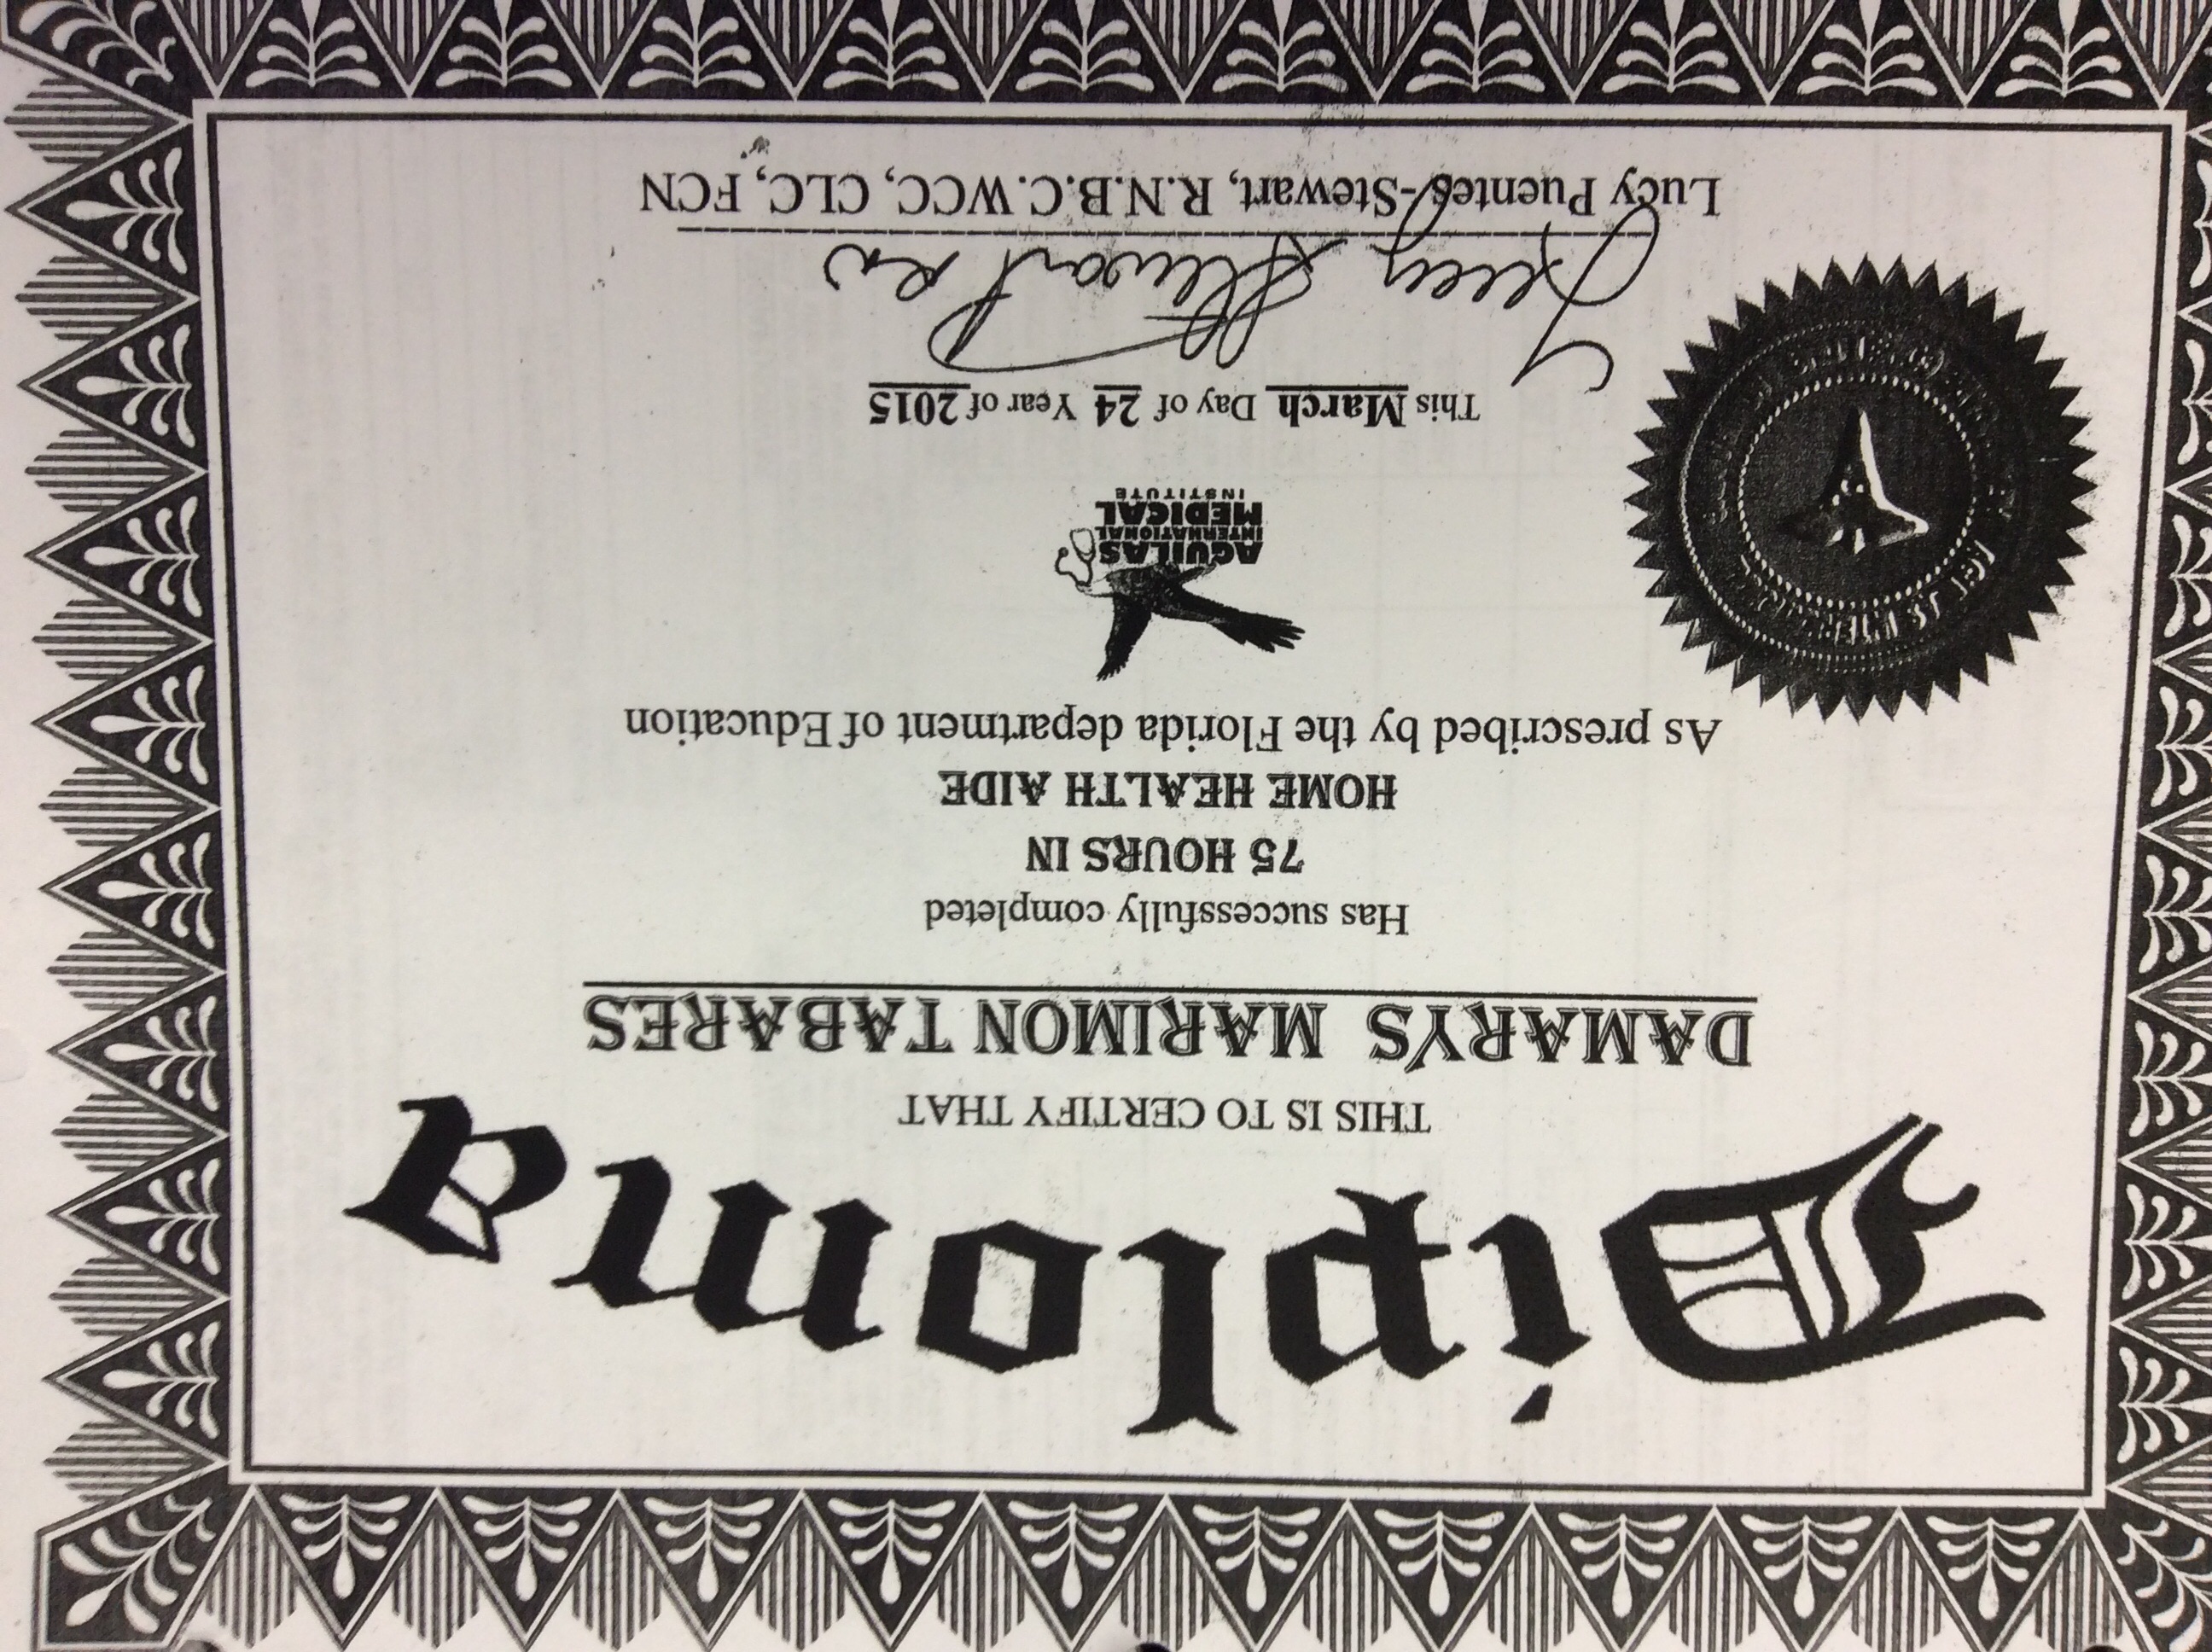 Diploma
THIS IS TO CERTIFY THAT
DAMARYS MARIMON TABARES
Has successfully completed
75 HOURS IN
HOME HEALTH AIDE
As prescribed by the Florida department of Education
AGUILAS
INTERNATIONAL
MEDICAL
INSTITUTE
This March Day of 24 Year of 2015
Lucy Stewart RN
Lucy Puentes-Stewart, R.N.B.C.WCC, CLC, FCN